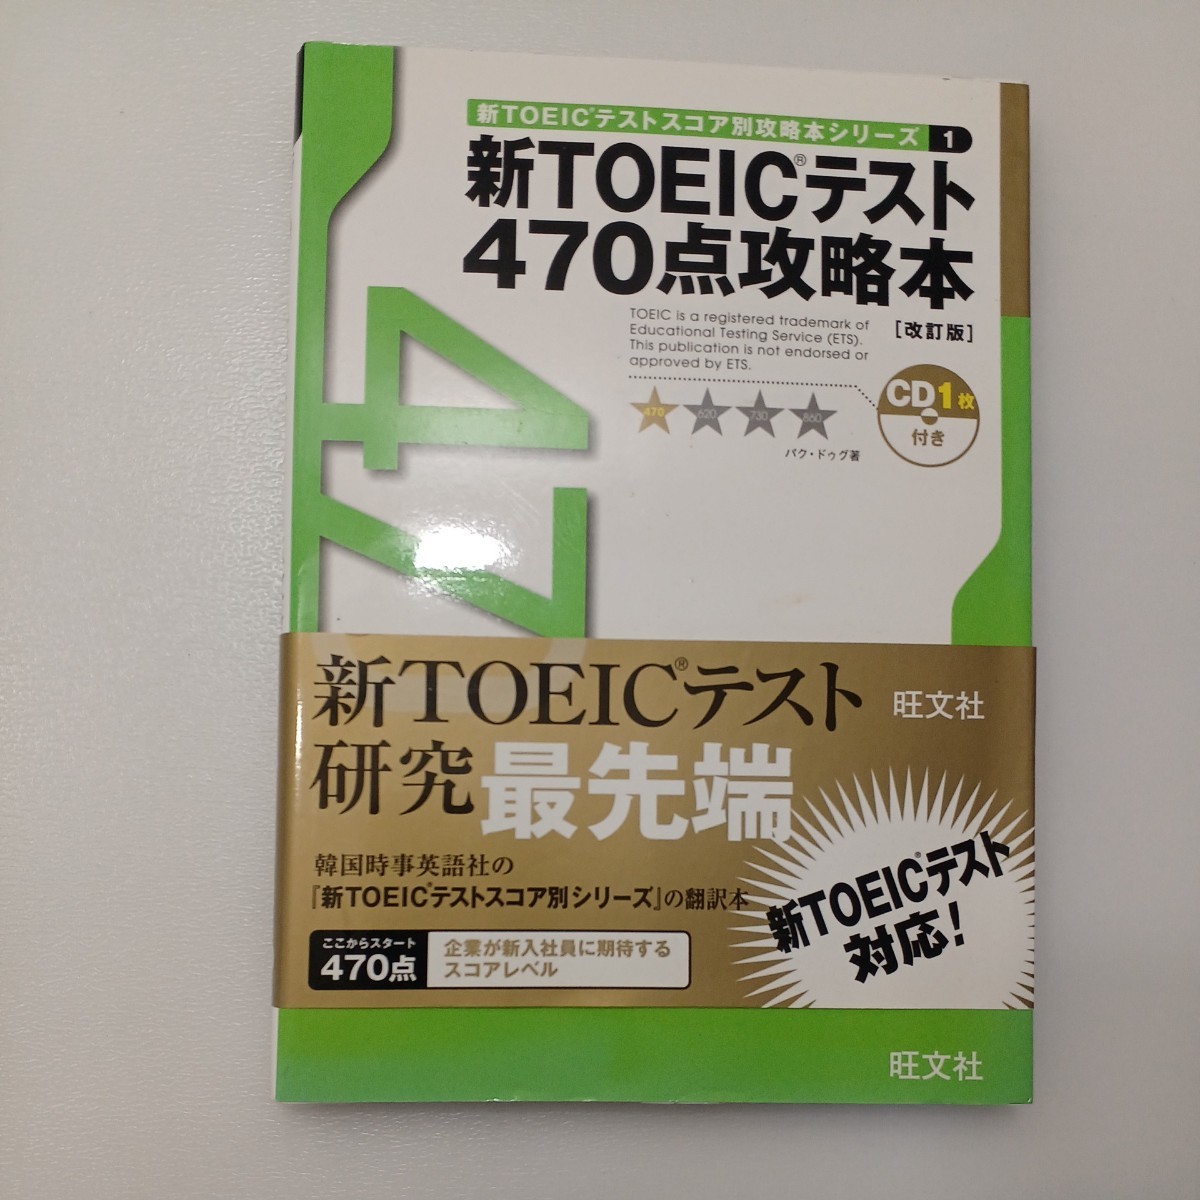 新TOEIC®テストスコア別攻略本シリーズ 1
新TOEIC®テスト
470点攻略本
[改訂版]
TOEIC is a registered trademark of
Educational Testing Service (ETS).
This publication is not endorsed or
approved by ETS.
CD1枚
付き
470 620 730 860
パク・ドゥグ著
47
新TOEIC®テスト
研究最先端
旺文社
韓国時事英語社の
『新TOEIC®テストスコア別シリーズ』の翻訳本
ここからスタート
470点
企業が新入社員に期待する
スコアレベル
新TOEIC®テスト
対応!
旺文社